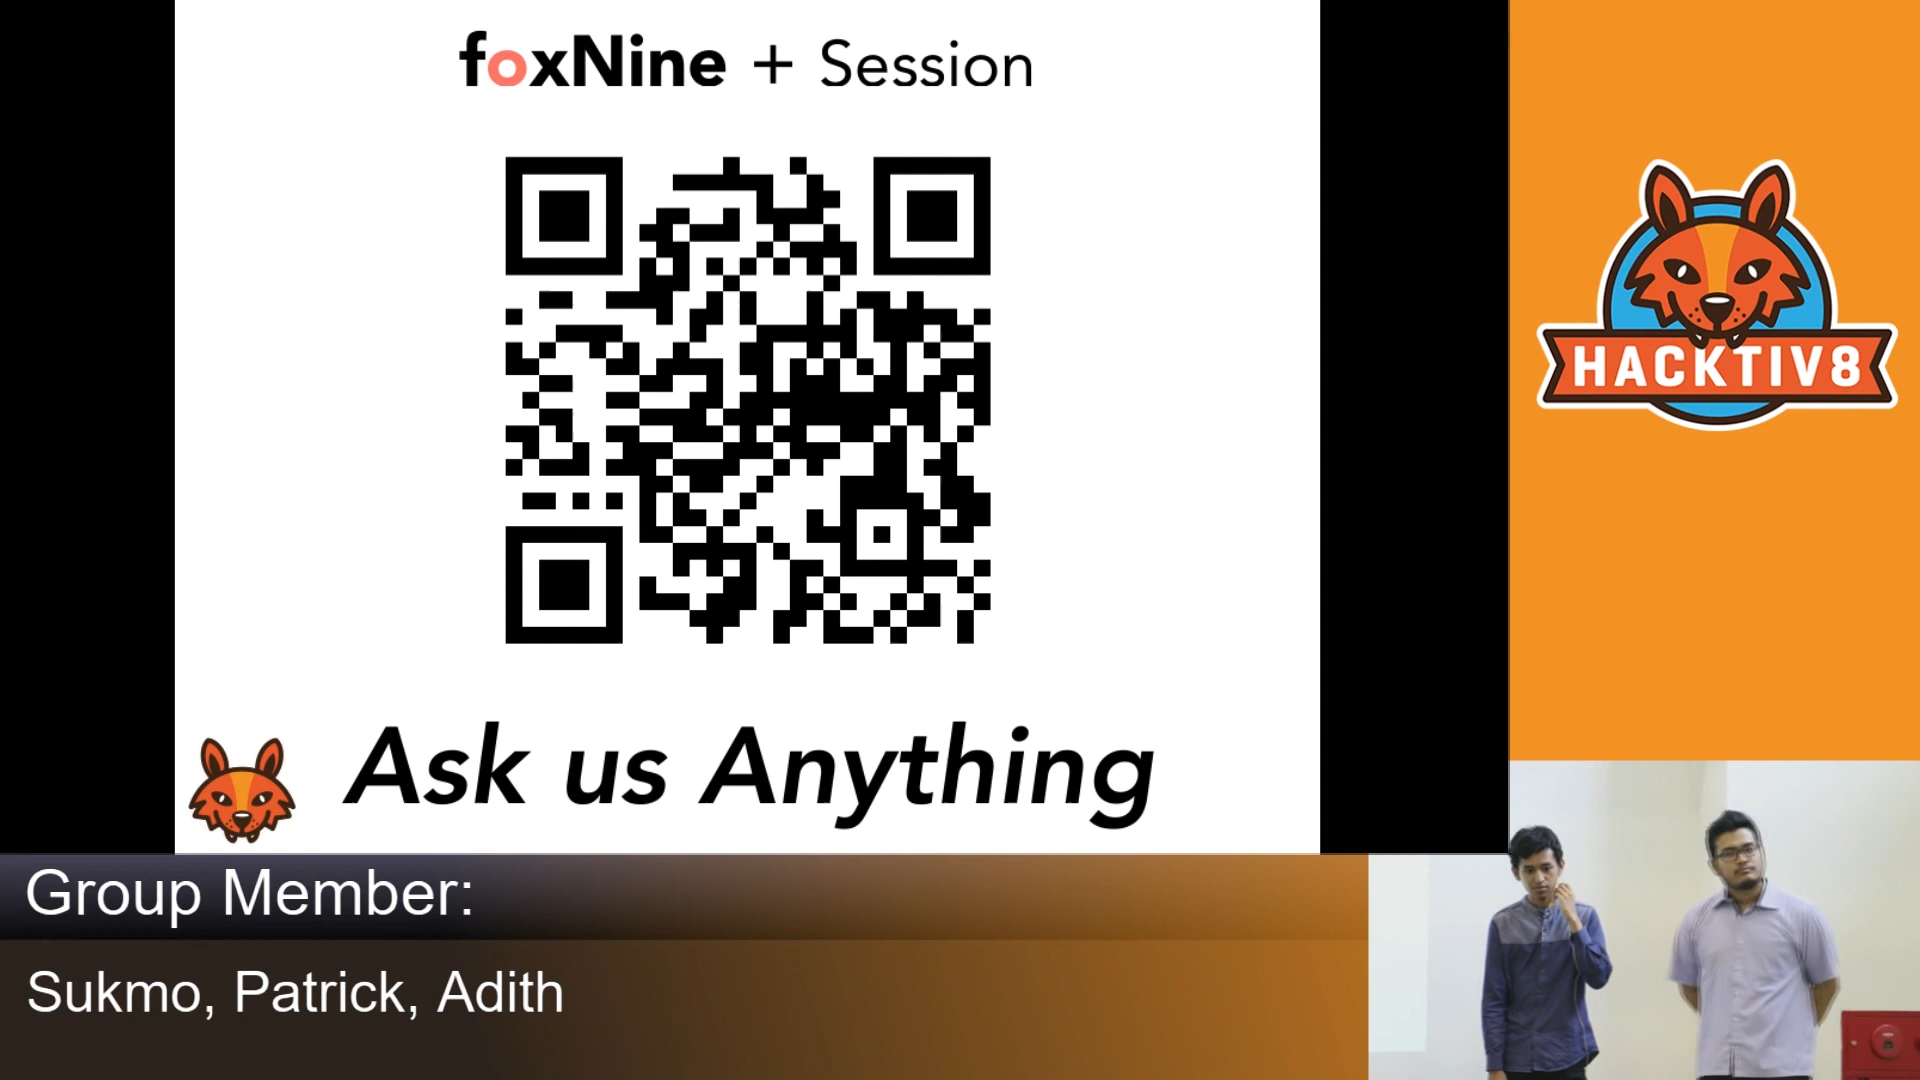 foxNine + Session
HACKTIV8
Ask us Anything
Group Member:
Sukmo, Patrick, Adith